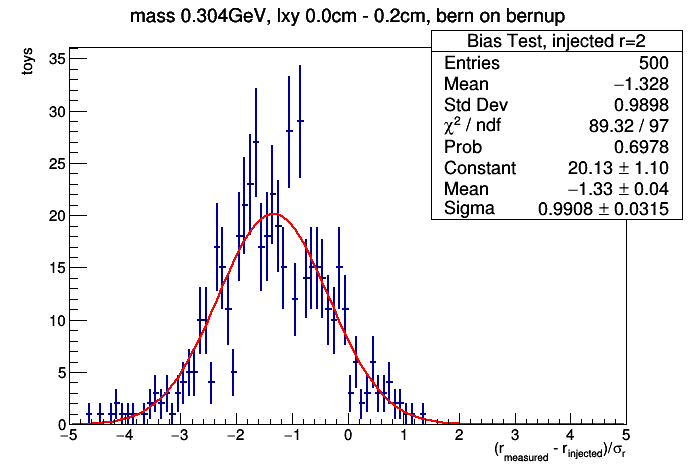 mass 0.304GeV, lxy 0.0cm - 0.2cm, bern on bernup
Bias Test, injected r=2
Entries 500
Mean −1.328
Std Dev 0.9898
χ² / ndf 89.32 / 97
Prob 0.6978
Constant 20.13 ± 1.10
Mean −1.33 ± 0.04
Sigma 0.9908 ± 0.0315
toys
35
30
25
20
15
10
5
0
−5 −4 −3 −2 −1 0 1 2 3 4 5
(r_measured - r_injected)/σ_r